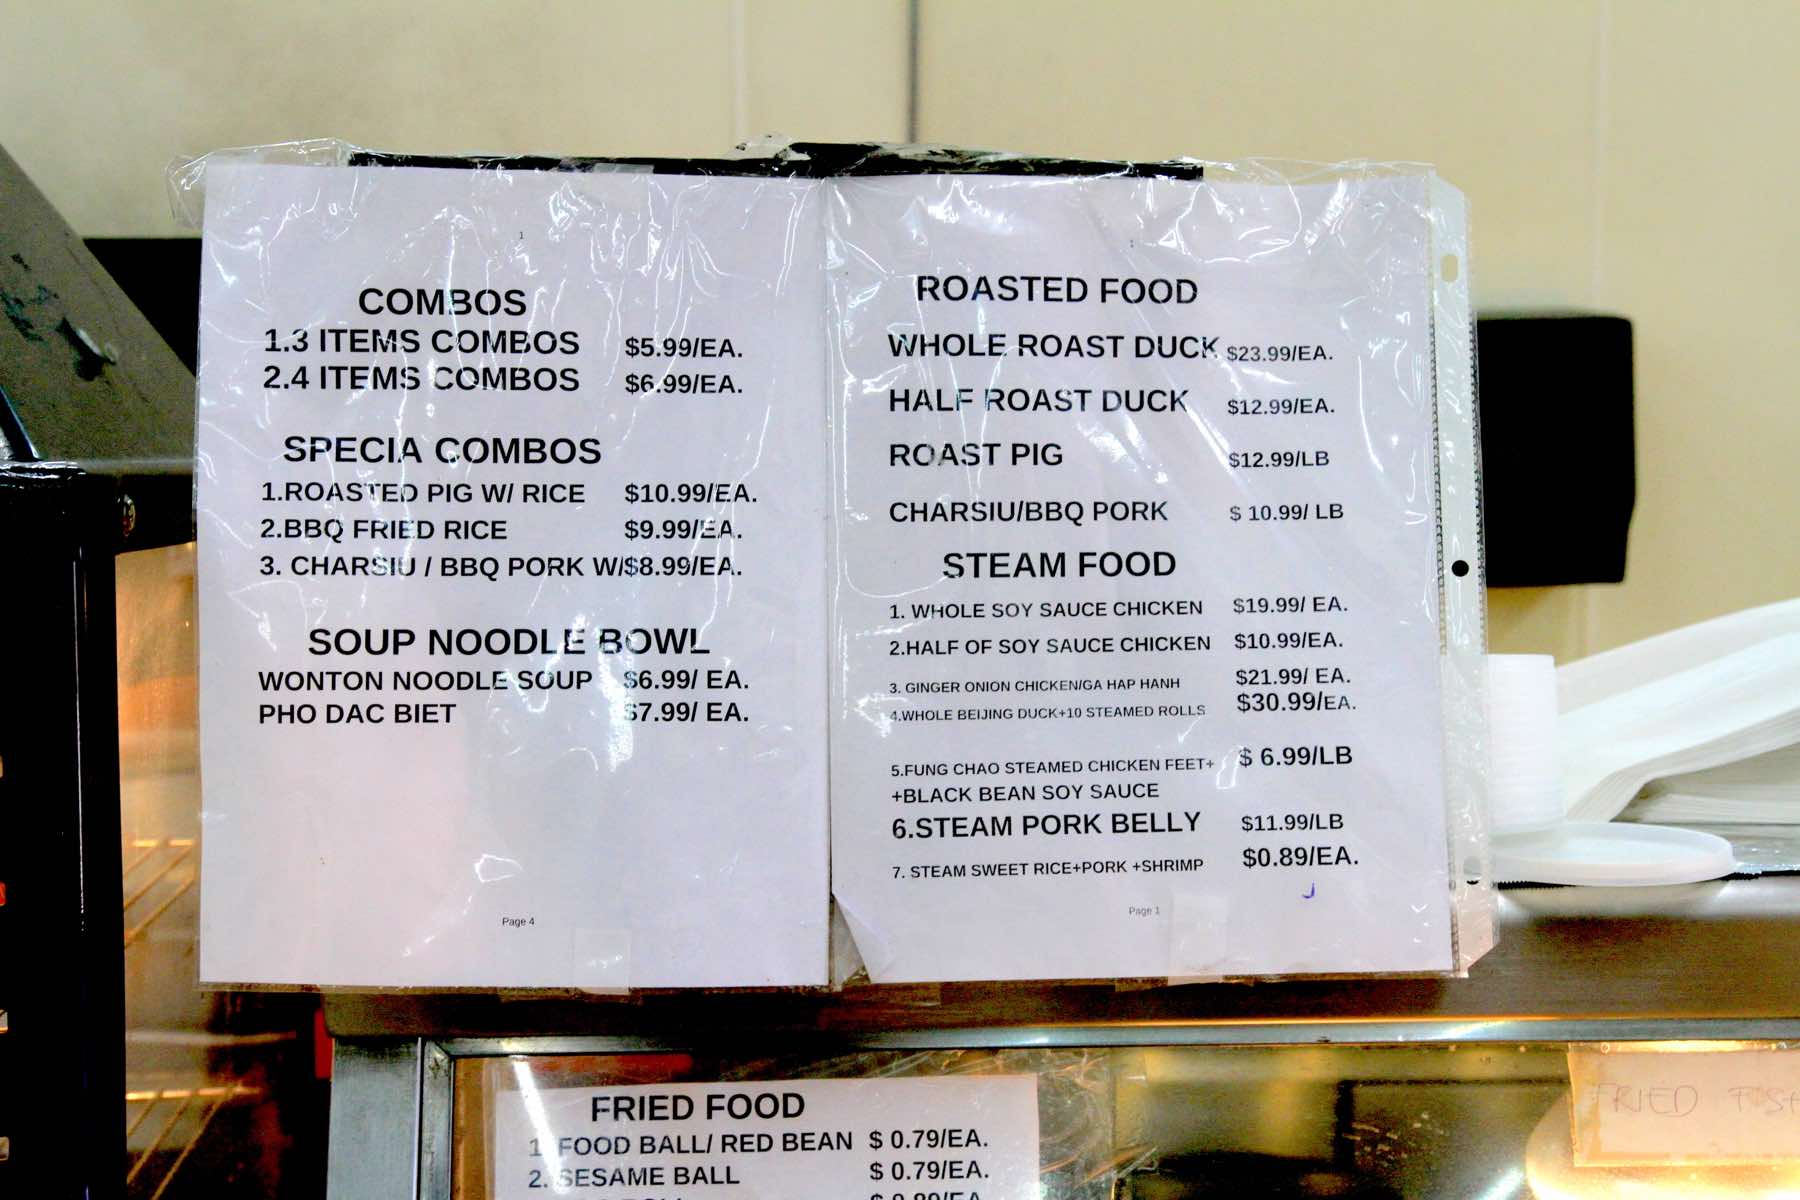 1
COMBOS
1.3 ITEMS COMBOS $5.99/EA.
2.4 ITEMS COMBOS $6.99/EA.
SPECIA COMBOS
1.ROASTED PIG W/ RICE $10.99/EA.
2.BBQ FRIED RICE $9.99/EA.
3. CHARSIU / BBQ PORK W/$8.99/EA.
SOUP NOODLE BOWL
WONTON NOODLE SOUP $6.99/ EA.
PHO DAC BIET $7.99/ EA.
Page 4
1
ROASTED FOOD
WHOLE ROAST DUCK $23.99/EA.
HALF ROAST DUCK $12.99/EA.
ROAST PIG $12.99/LB
CHARSIU/BBQ PORK $ 10.99/ LB
STEAM FOOD
1. WHOLE SOY SAUCE CHICKEN $19.99/ EA.
2.HALF OF SOY SAUCE CHICKEN $10.99/EA.
3. GINGER ONION CHICKEN/GA HAP HANH $21.99/ EA.
4.WHOLE BEIJING DUCK+10 STEAMED ROLLS $30.99/EA.
5.FUNG CHAO STEAMED CHICKEN FEET+ $ 6.99/LB
+BLACK BEAN SOY SAUCE
6.STEAM PORK BELLY $11.99/LB
7. STEAM SWEET RICE+PORK +SHRIMP $0.89/EA.
Page 1
FRIED FOOD
1. FOOD BALL/ RED BEAN $ 0.79/EA.
2. SESAME BALL $ 0.79/EA.
FRIED